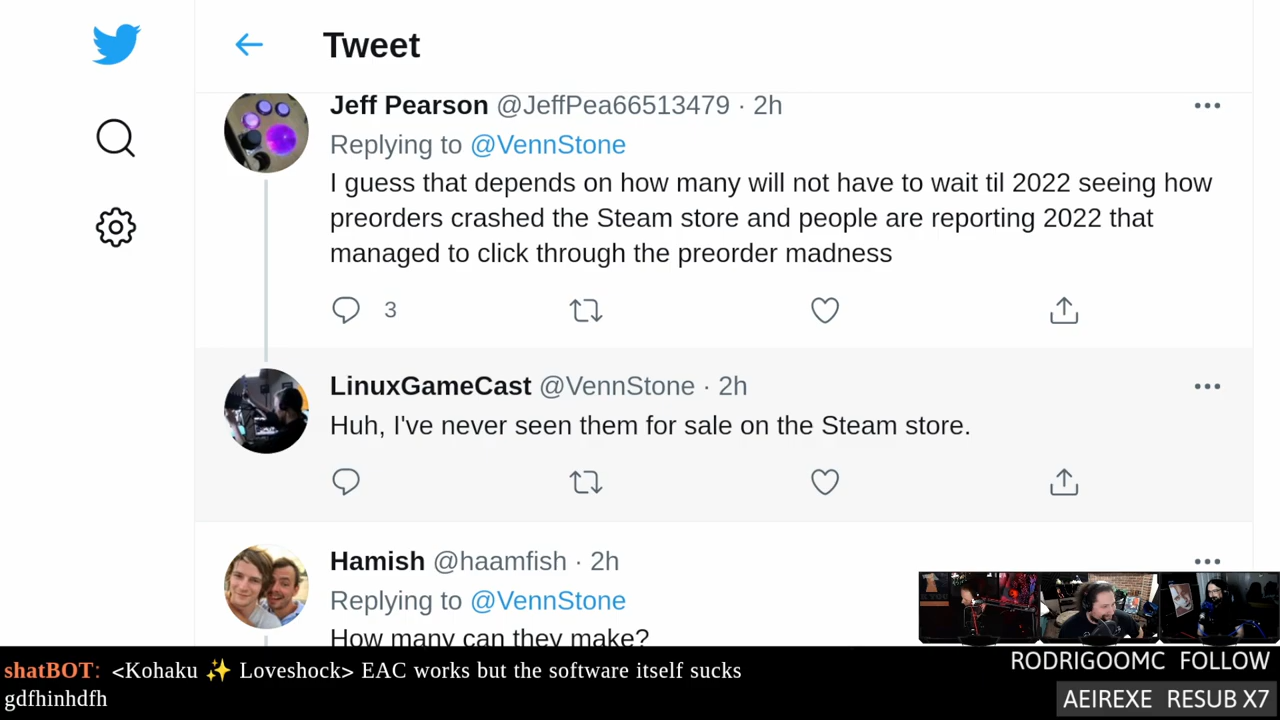 Tweet
Jeff Pearson @JeffPea66513479 · 2h
Replying to @VennStone
I guess that depends on how many will not have to wait til 2022 seeing how
preorders crashed the Steam store and people are reporting 2022 that
managed to click through the preorder madness
3
LinuxGameCast @VennStone · 2h
Huh, I've never seen them for sale on the Steam store.
Hamish @haamfish · 2h
Replying to @VennStone
How many can they make?
shatBOT: <Kohaku ✨ Loveshock> EAC works but the software itself sucks
gdfhinhdfh
RODRIGOOMC FOLLOW
AEIREXE RESUB X7